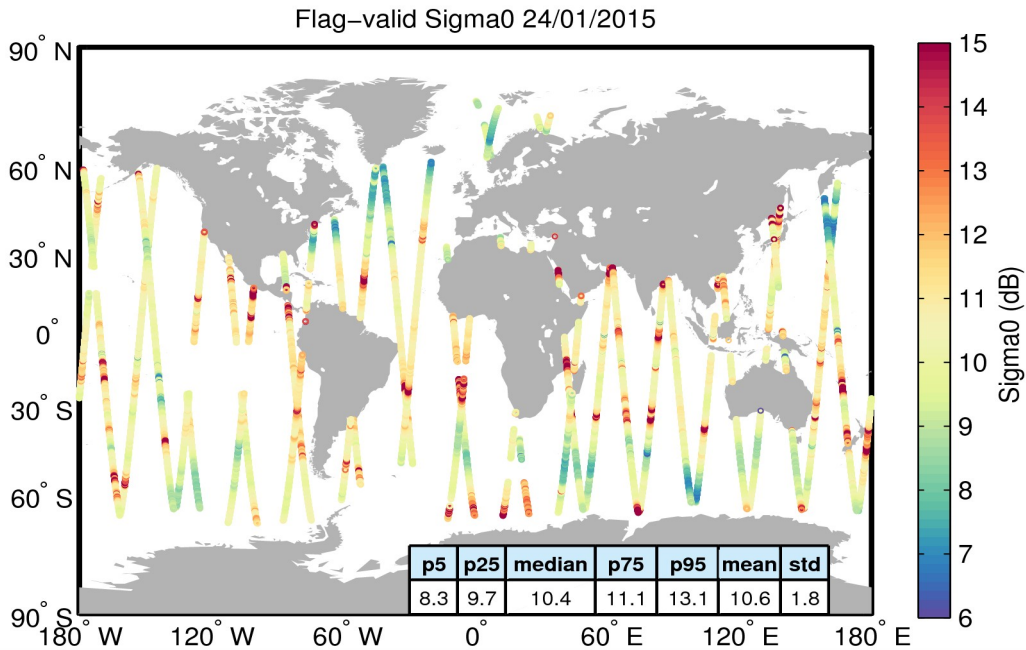 Flag−valid Sigma0 24/01/2015
90° N
60° N
30° N
0°
30° S
60° S
90° S
180° W
120° W
60° W
0°
60° E
120° E
180° E
p5 p25 median p75 p95 mean std
8.3 9.7 10.4 11.1 13.1 10.6 1.8
15
14
13
12
11
10
9
8
7
6
Sigma0 (dB)